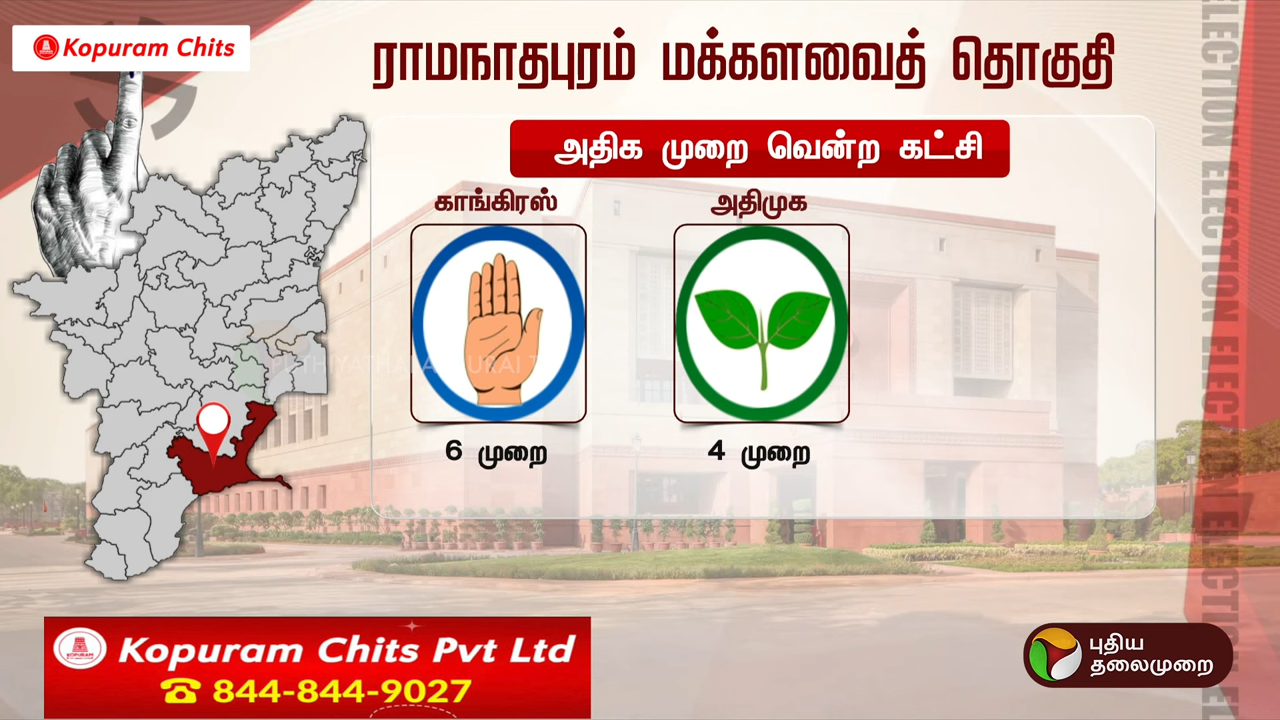 Kopuram Chits
ராமநாதபுரம் மக்களவைத் தொகுதி
அதிக முறை வென்ற கட்சி
காங்கிரஸ்
அதிமுக
6 முறை
4 முறை
Kopuram Chits Pvt Ltd
844-844-9027
புதிய
தலைமுறை
ELECTION ELECTION ELECTION ELECTION